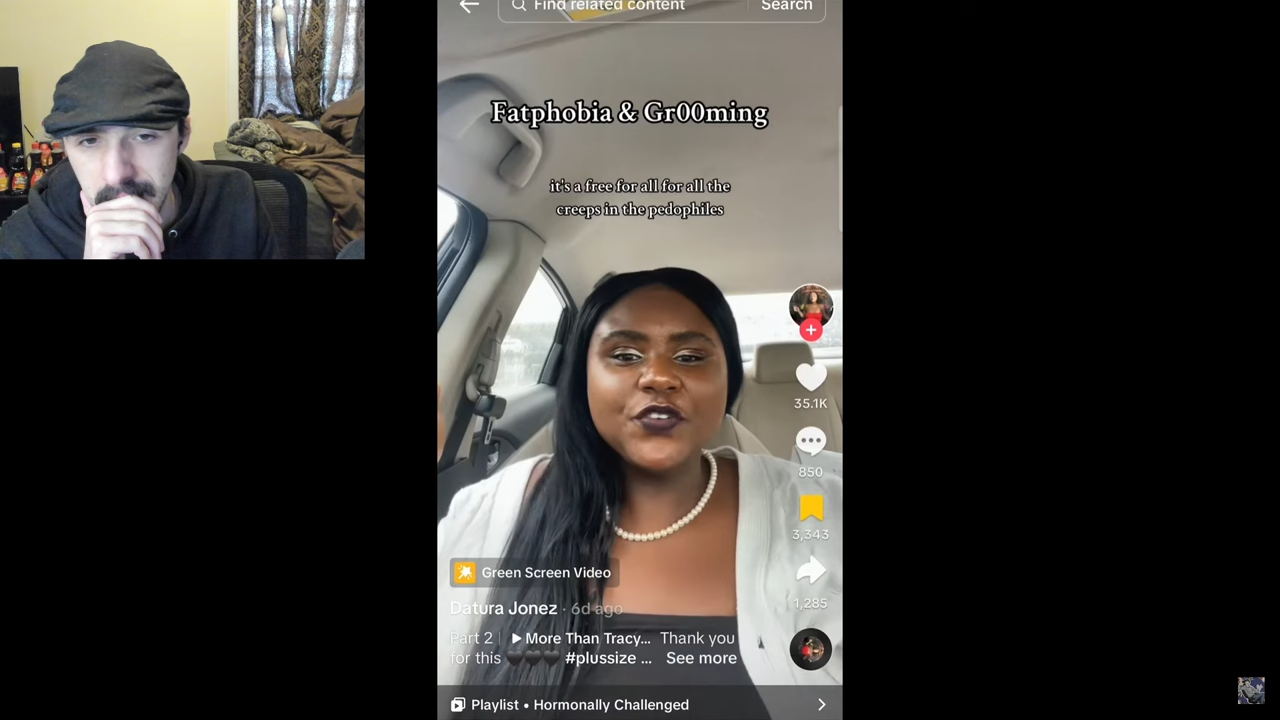 Find related content
Search
Fatphobia & Gr00ming
it's a free for all for all the
creeps in the pedophiles
35.1K
850
3,343
1,285
Green Screen Video
Datura Jonez · 6d ago
Part 2 | More Than Tracy... Thank you
for this 🖤🖤🖤 #plussize ... See more
Playlist • Hormonally Challenged